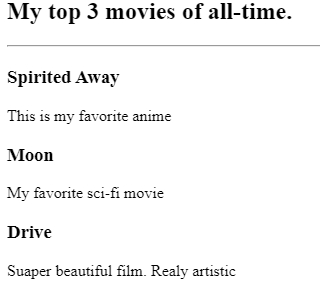 My top 3 movies of all-time.
Spirited Away
This is my favorite anime
Moon
My favorite sci-fi movie
Drive
Suaper beautiful film. Realy artistic